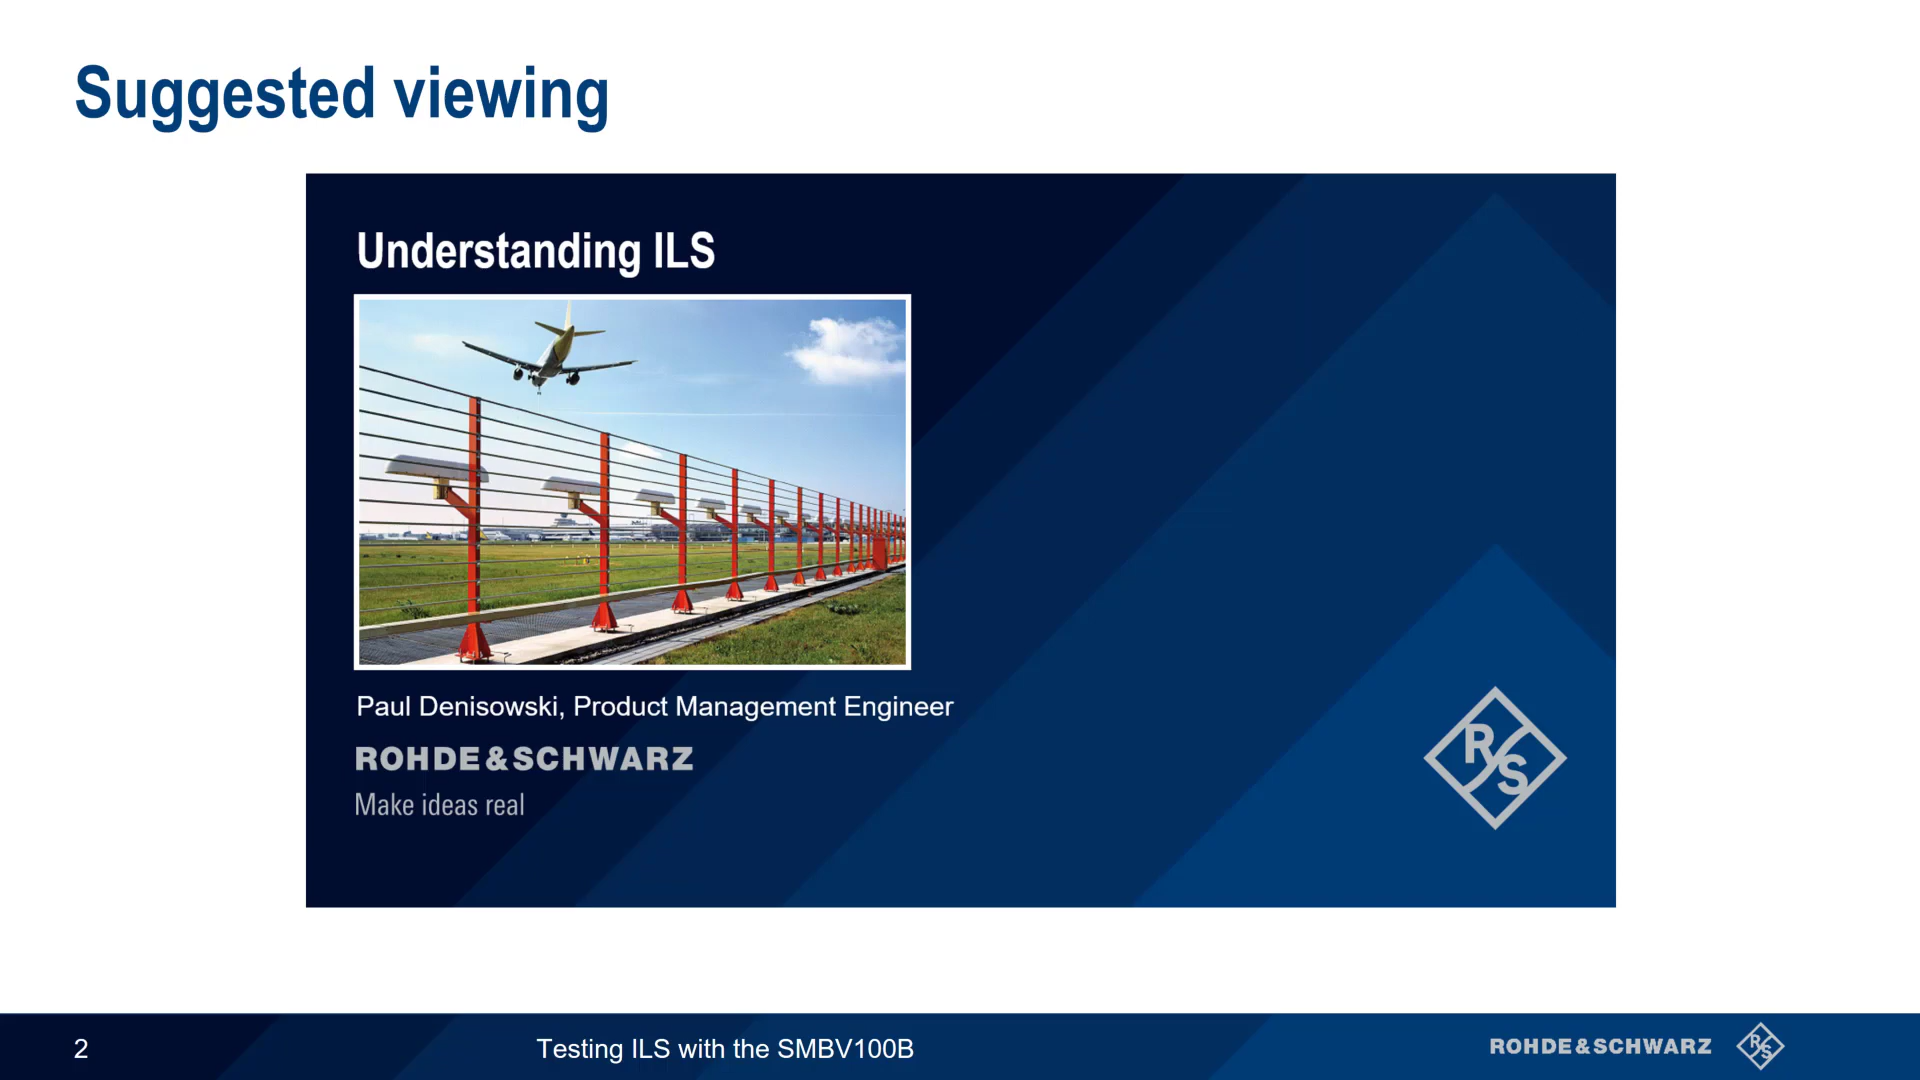 Suggested viewing
Understanding ILS
Paul Denisowski, Product Management Engineer
ROHDE & SCHWARZ
Make ideas real
R S
2
Testing ILS with the SMBV100B
ROHDE & SCHWARZ
R S